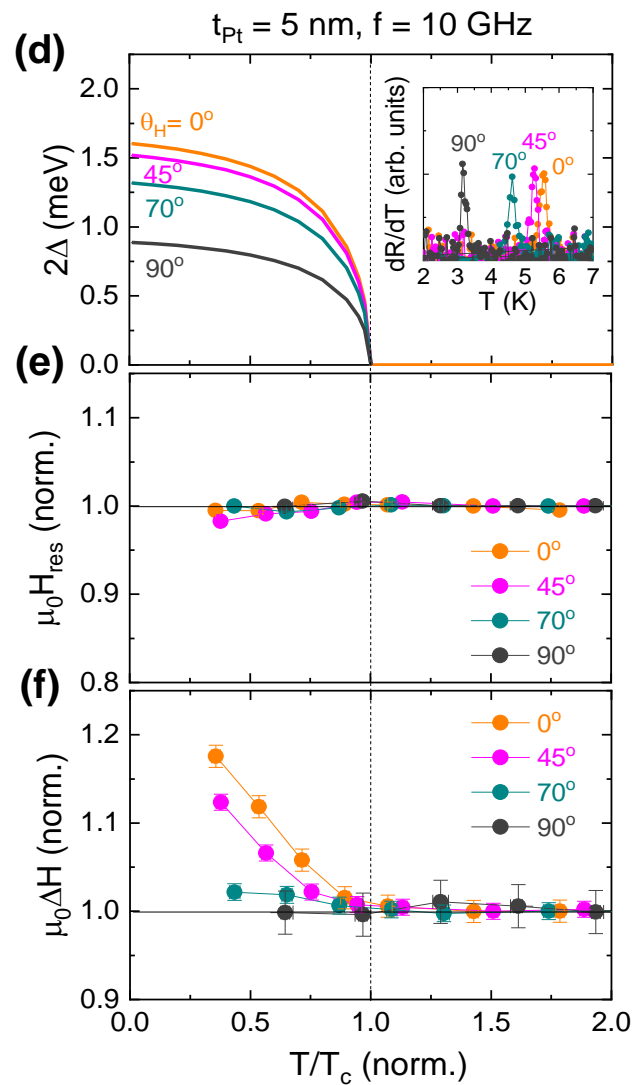 t_Pt = 5 nm, f = 10 GHz
(d)
2Δ (meV)
2.0
1.5
1.0
0.5
0.0
θ_H = 0°
45°
70°
90°
dR/dT (arb. units)
90°
70°
45°
0°
2 3 4 5 6 7
T (K)
(e)
μ₀H_res (norm.)
1.1
1.0
0.9
0.8
0°
45°
70°
90°
(f)
μ₀ΔH (norm.)
1.2
1.1
1.0
0.9
0°
45°
70°
90°
0.0 0.5 1.0 1.5 2.0
T/T_c (norm.)